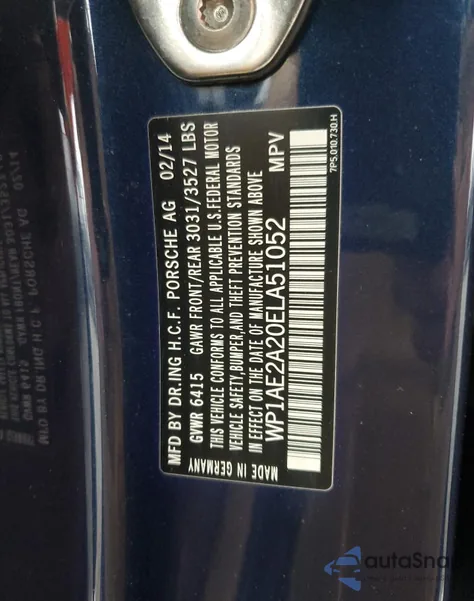 MFD BY DR.ING H.C.F. PORSCHE AG 02/14
GVWR 6415 GAWR FRONT/REAR 3031/3527 LBS
THIS VEHICLE CONFORMS TO ALL APPLICABLE U.S.FEDERAL MOTOR
VEHICLE SAFETY,BUMPER,AND THEFT PREVENTION STANDARDS
IN EFFECT ON THE DATE OF MANUFACTURE SHOWN ABOVE
WP1AE2A20ELA51052 MPV
MADE IN GERMANY
7P5.010.730.H
autaSnap